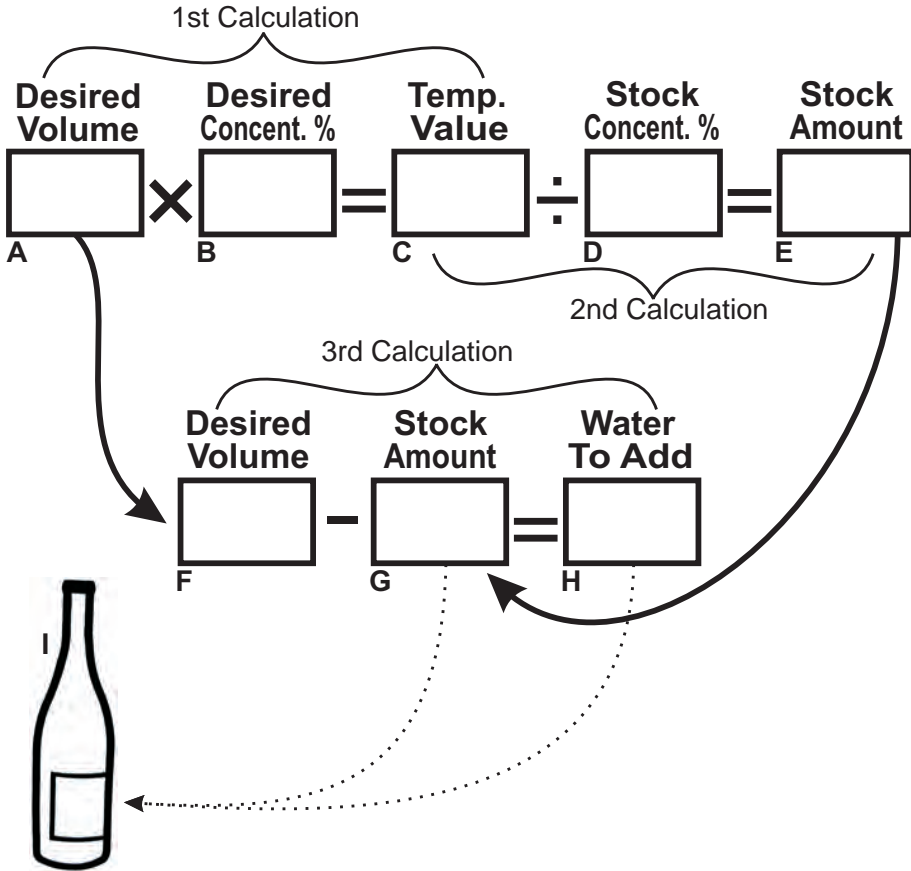 1st Calculation
Desired Volume
Desired Concent. %
Temp. Value
Stock Concent. %
Stock Amount
×
=
÷
=
A
B
C
D
E
2nd Calculation
3rd Calculation
Desired Volume
Stock Amount
Water To Add
-
=
F
G
H
I